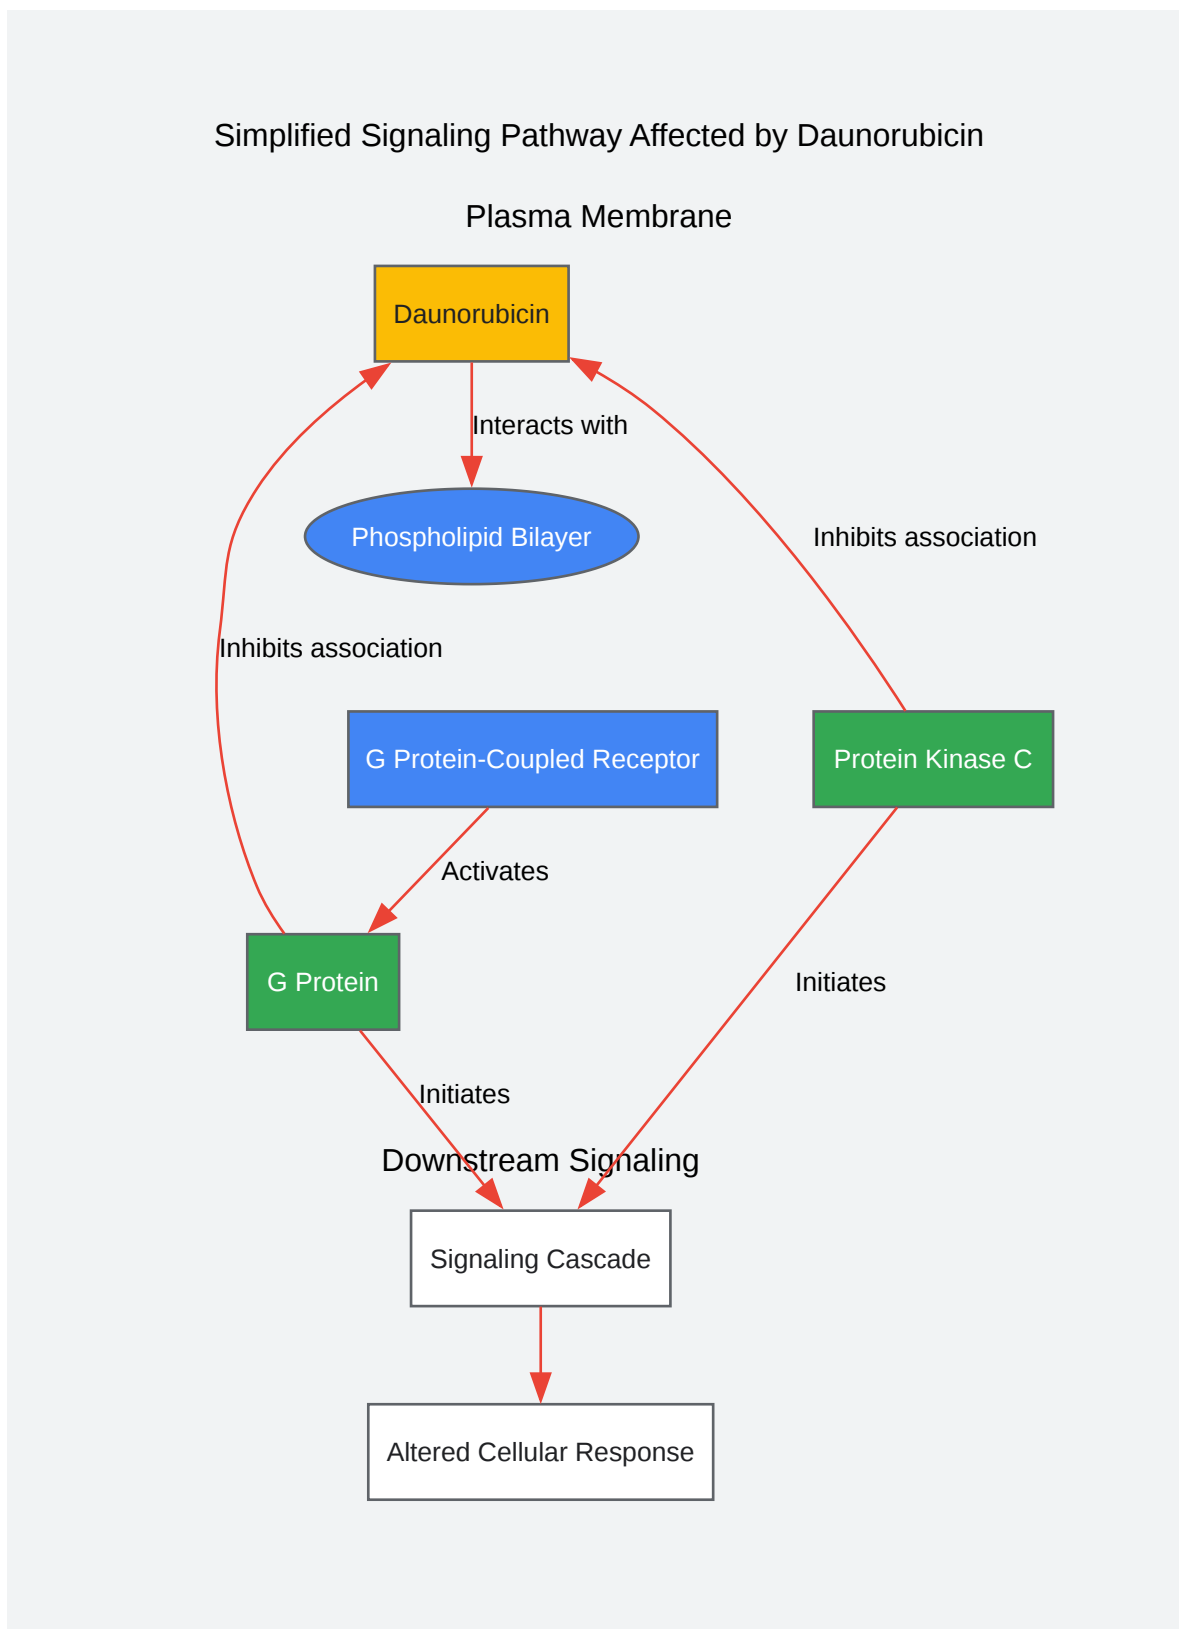 Simplified Signaling Pathway Affected by Daunorubicin
Plasma Membrane
Daunorubicin
Interacts with
Phospholipid Bilayer
Inhibits association
Inhibits association
G Protein-Coupled Receptor
Protein Kinase C
Activates
G Protein
Initiates
Initiates
Downstream Signaling
Signaling Cascade
Altered Cellular Response